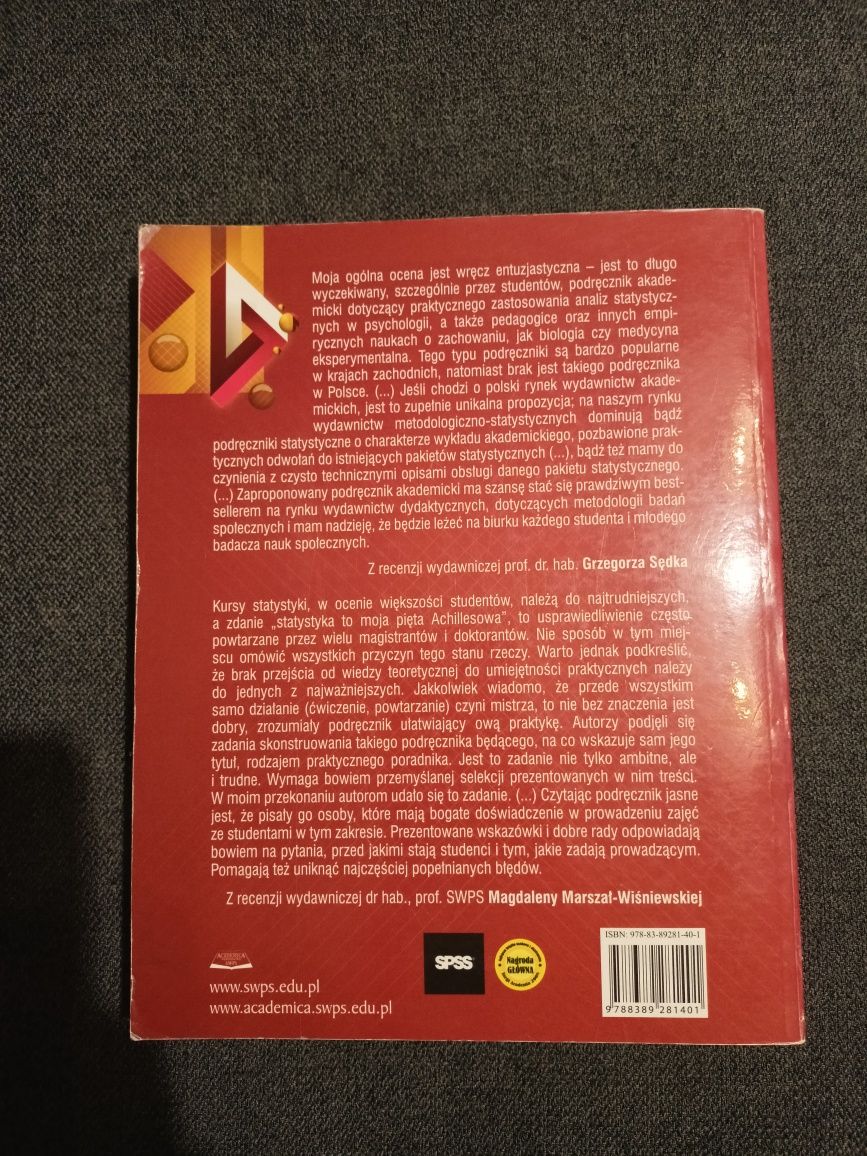 Moja ogólna ocena jest wręcz entuzjastyczna – jest to długo
wyczekiwany, szczególnie przez studentów, podręcznik akade-
micki dotyczący praktycznego zastosowania analiz statystycz-
nych w psychologii, a także pedagogice oraz innych empi-
rycznych naukach o zachowaniu, jak biologia czy medycyna
eksperymentalna. Tego typu podręczniki są bardzo popularne
w krajach zachodnich, natomiast brak jest takiego podręcznika
w Polsce. (...) Jeśli chodzi o polski rynek wydawnictw akade-
mickich, jest to zupełnie unikalna propozycja; na naszym rynku
wydawnictw metodologiczno-statystycznych dominują bądź
podręczniki statystyczne o charakterze wykładu akademickiego, pozbawione prak-
tycznych odwołań do istniejących pakietów statystycznych (...), bądź też mamy do
czynienia z czysto technicznymi opisami obsługi danego pakietu statystycznego.
(...) Zaproponowany podręcznik akademicki ma szansę stać się prawdziwym best-
sellerem na rynku wydawnictw dydaktycznych, dotyczących metodologii badań
społecznych i mam nadzieję, że będzie leżeć na biurku każdego studenta i młodego
badacza nauk społecznych.
Z recenzji wydawniczej prof. dr. hab. Grzegorza Sędka
Kursy statystyki, w ocenie większości studentów, należą do najtrudniejszych,
a zdanie „statystyka to moja pięta Achillesowa”, to usprawiedliwienie często
powtarzane przez wielu magistrantów i doktorantów. Nie sposób w tym miej-
scu omówić wszystkich przyczyn tego stanu rzeczy. Warto jednak podkreślić,
że brak przejścia od wiedzy teoretycznej do umiejętności praktycznych należy
do jednych z najważniejszych. Jakkolwiek wiadomo, że przede wszystkim
samo działanie (ćwiczenie, powtarzanie) czyni mistrza, to nie bez znaczenia jest
dobry, zrozumiały podręcznik ułatwiający ową praktykę. Autorzy podjęli się
zadania skonstruowania takiego podręcznika będącego, na co wskazuje sam jego
tytuł, rodzajem praktycznego poradnika. Jest to zadanie nie tylko ambitne, ale
i trudne. Wymaga bowiem przemyślanej selekcji prezentowanych w nim treści.
W moim przekonaniu autorom udało się to zadanie. (...) Czytając podręcznik jasne
jest, że pisały go osoby, które mają bogate doświadczenie w prowadzeniu zajęć
ze studentami w tym zakresie. Prezentowane wskazówki i dobre rady odpowiadają
bowiem na pytania, przed jakimi stają studenci i tym, jakie zadają prowadzącym.
Pomagają też uniknąć najczęściej popełnianych błędów.
Z recenzji wydawniczej dr hab., prof. SWPS Magdaleny Marszał-Wiśniewskiej
ACADEMICA
SWPS
www.swps.edu.pl
www.academica.swps.edu.pl
SPSS
Nagroda
GŁÓWNA
ISBN: 978-83-89281-40-1
9 788389 281401